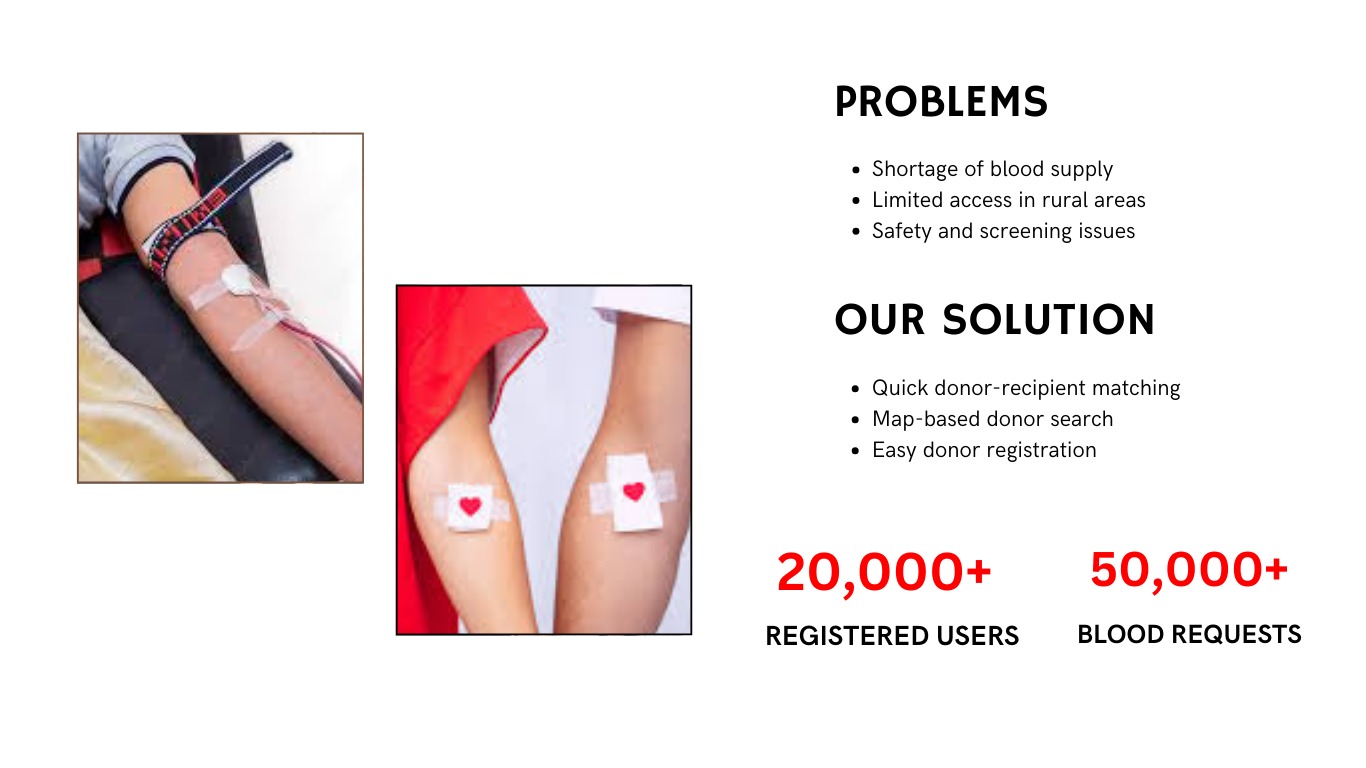 PROBLEMS
• Shortage of blood supply
• Limited access in rural areas
• Safety and screening issues
OUR SOLUTION
• Quick donor-recipient matching
• Map-based donor search
• Easy donor registration
20,000+
REGISTERED USERS
50,000+
BLOOD REQUESTS